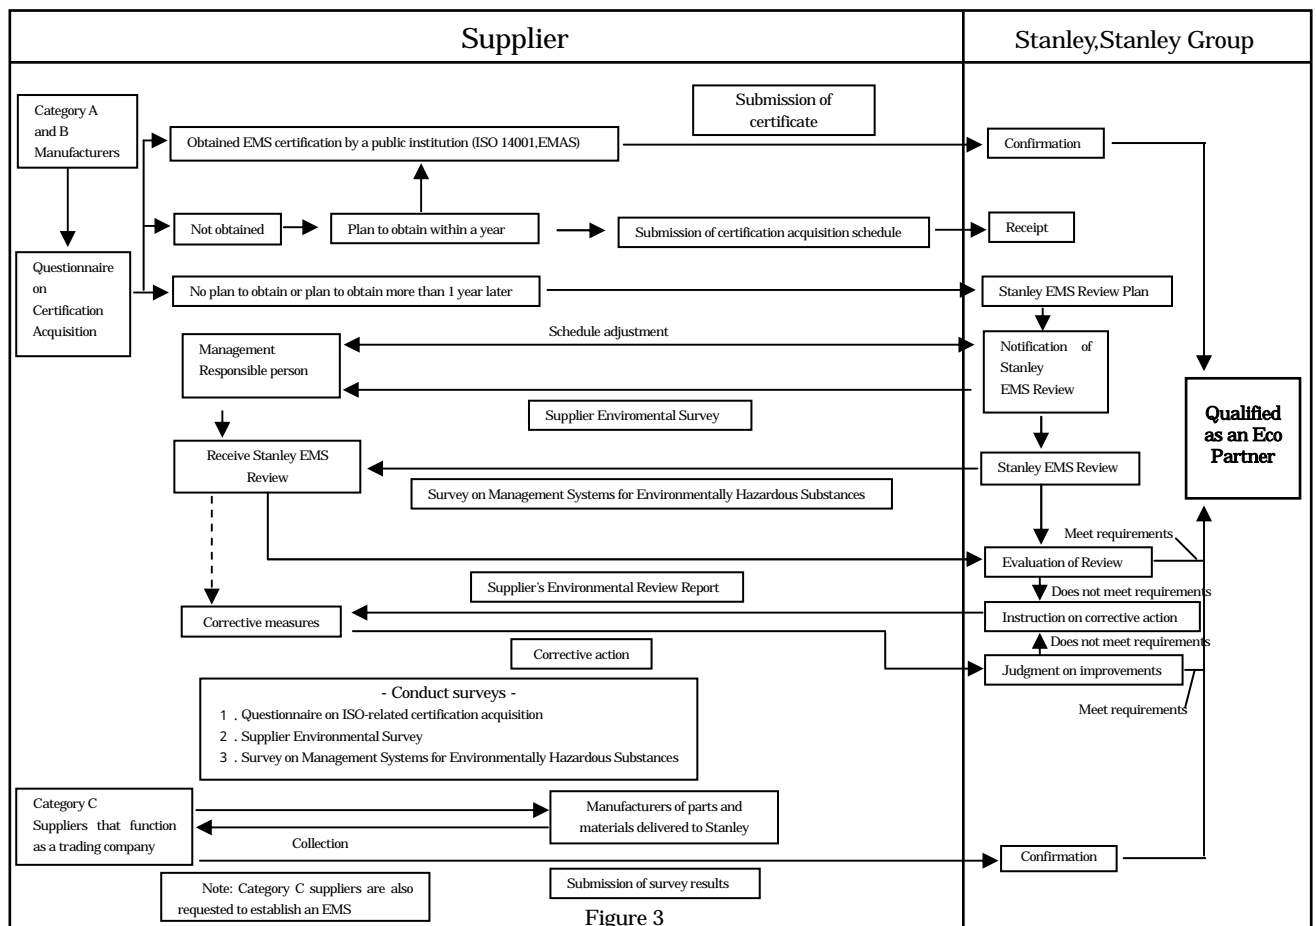 Supplier
Stanley,Stanley Group
Category A
and B
Manufacturers
Submission of
certificate
Obtained EMS certification by a public institution (ISO 14001,EMAS)
Confirmation
Not obtained
Plan to obtain within a year
Submission of certification acquisition schedule
Receipt
Questionnaire
on
Certification
Acquisition
No plan to obtain or plan to obtain more than 1 year later
Stanley EMS Review Plan
Schedule adjustment
Management
Responsible person
Notification of
Stanley
EMS Review
Supplier Enviromental Survey
Qualified
as an Eco
Partner
Receive Stanley EMS
Review
Stanley EMS Review
Survey on Management Systems for Environmentally Hazardous Substances
Meet requirements
Evaluation of Review
Supplier's Environmental Review Report
Does not meet requirements
Corrective measures
Instruction on corrective action
Does not meet requirements
Corrective action
Judgment on improvements
Meet requirements
- Conduct surveys -
1 . Questionnaire on ISO-related certification acquisition
2 . Supplier Environmental Survey
3 . Survey on Management Systems for Environmentally Hazardous Substances
Category C
Suppliers that function
as a trading company
Manufacturers of parts and
materials delivered to Stanley
Collection
Confirmation
Submission of survey results
Note: Category C suppliers are also
requested to establish an EMS
Figure 3